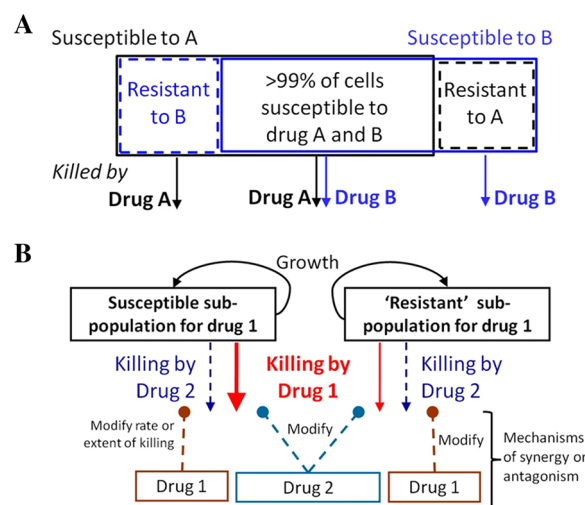 A
Susceptible to A
Susceptible to B
Resistant
to B
>99% of cells
susceptible to
drug A and B
Resistant
to A
Killed by
Drug A
Drug A
Drug B
Drug B
B
Growth
Susceptible sub-
population for drug 1
'Resistant' sub-
population for drug 1
Killing by
Drug 2
Killing by
Drug 1
Killing by
Drug 2
Modify rate or
extent of killing
Modify
Modify
Mechanisms
of synergy or
antagonism
Drug 1
Drug 2
Drug 1